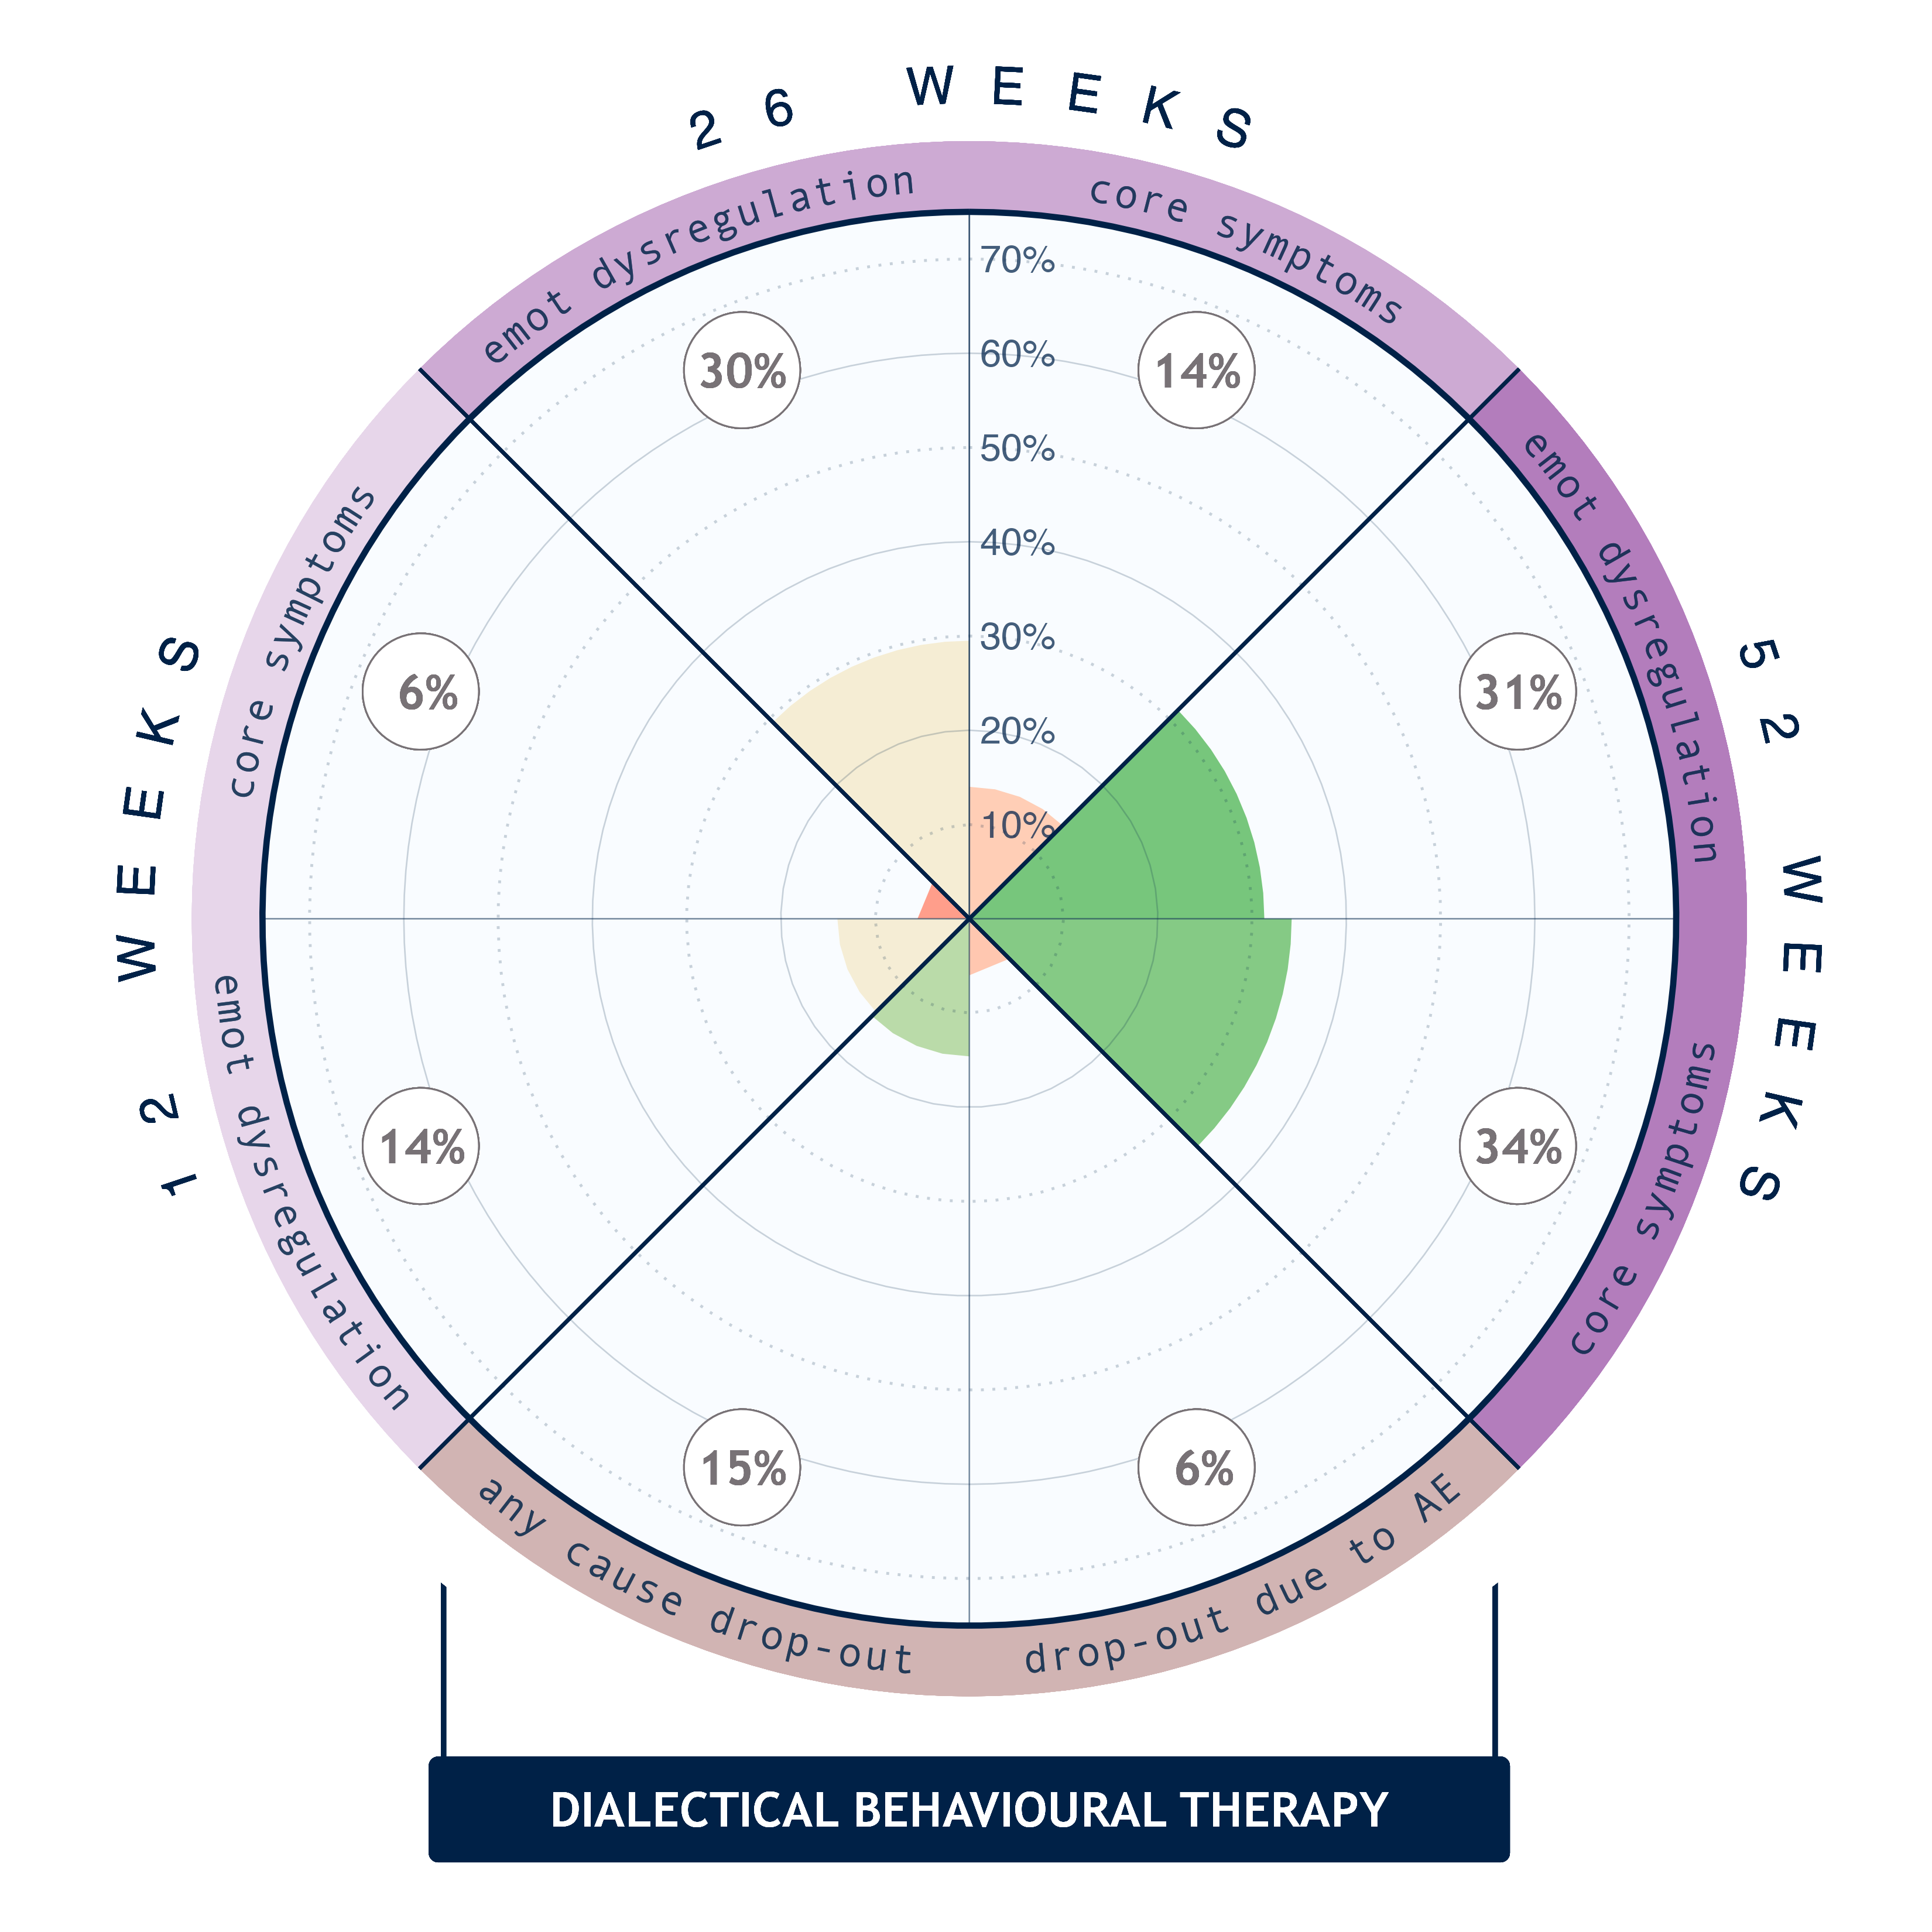 26 WEEKS
emot dysregulation
core symptoms
70%
60%
50%
40%
30%
20%
10%
30%
14%
52 WEEKS
emot dysregulation
31%
core symptoms
34%
12 WEEKS
core symptoms
6%
emot dysregulation
14%
15%
6%
any cause drop-out
drop-out due to AE
DIALECTICAL BEHAVIOURAL THERAPY